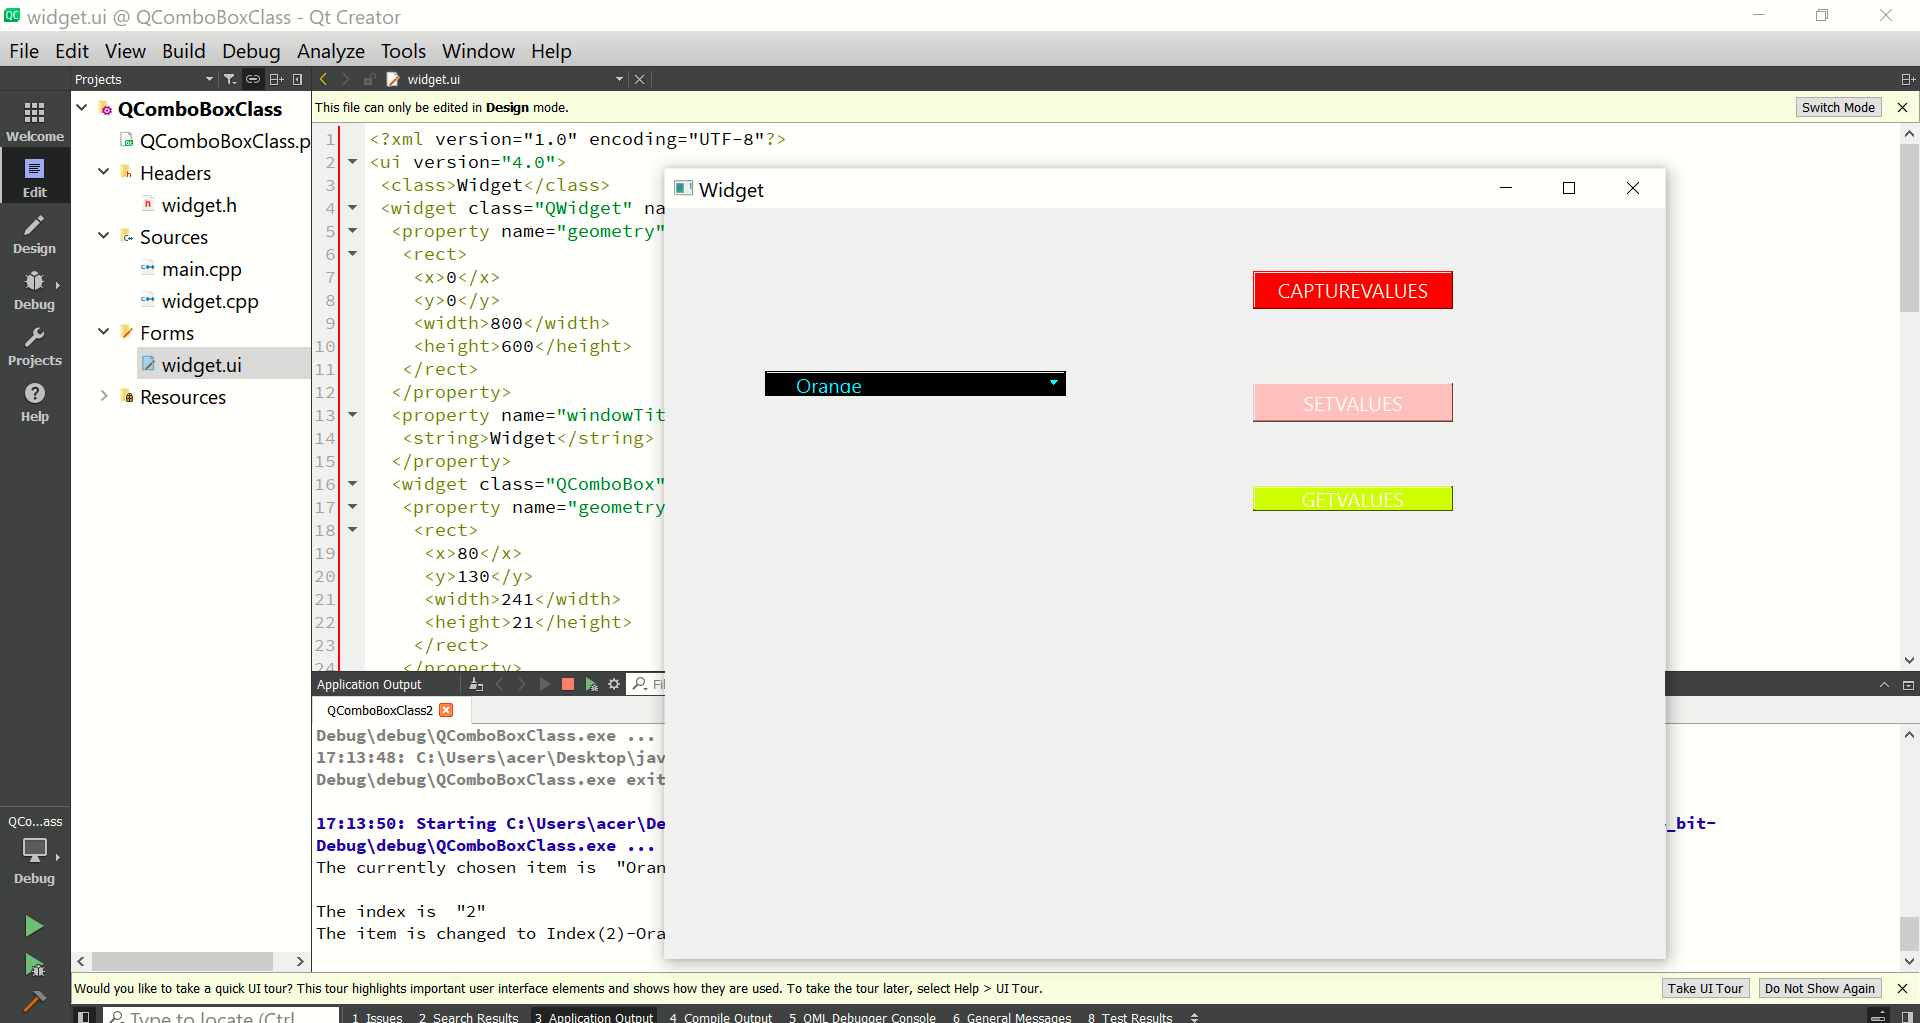 widget.ui @ QComboBoxClass - Qt Creator
File Edit View Build Debug Analyze Tools Window Help
Projects
widget.ui
This file can only be edited in Design mode.
Switch Mode
Welcome
Edit
Design
Debug
Projects
Help
QComboBoxClass
QComboBoxClass.p
Headers
widget.h
Sources
main.cpp
widget.cpp
Forms
widget.ui
Resources
1 <?xml version="1.0" encoding="UTF-8"?>
2 <ui version="4.0">
3 <class>Widget</class>
4 <widget class="QWidget" na
5 <property name="geometry"
6 <rect>
7 <x>0</x>
8 <y>0</y>
9 <width>800</width>
10 <height>600</height>
11 </rect>
12 </property>
13 <property name="windowTit
14 <string>Widget</string>
15 </property>
16 <widget class="QComboBox"
17 <property name="geometry
18 <rect>
19 <x>80</x>
20 <y>130</y>
21 <width>241</width>
22 <height>21</height>
23 </rect>
24 </property>
Widget
CAPTUREVALUES
Orange
SETVALUES
GETVALUES
Application Output
Fi
QComboBoxClass2
Debug\debug\QComboBoxClass.exe ...
17:13:48: C:\Users\acer\Desktop\jav
Debug\debug\QComboBoxClass.exe exit
17:13:50: Starting C:\Users\acer\De
_bit-
Debug\debug\QComboBoxClass.exe ...
The currently chosen item is "Oran
The index is "2"
The item is changed to Index(2)-Ora
QCo...ass
Debug
Would you like to take a quick UI tour? This tour highlights important user interface elements and shows how they are used. To take the tour later, select Help > UI Tour.
Take UI Tour
Do Not Show Again
Type to locate (Ctrl
1 Issues 2 Search Results 3 Application Output 4 Compile Output 5 QML Debugger Console 6 General Messages 8 Test Results